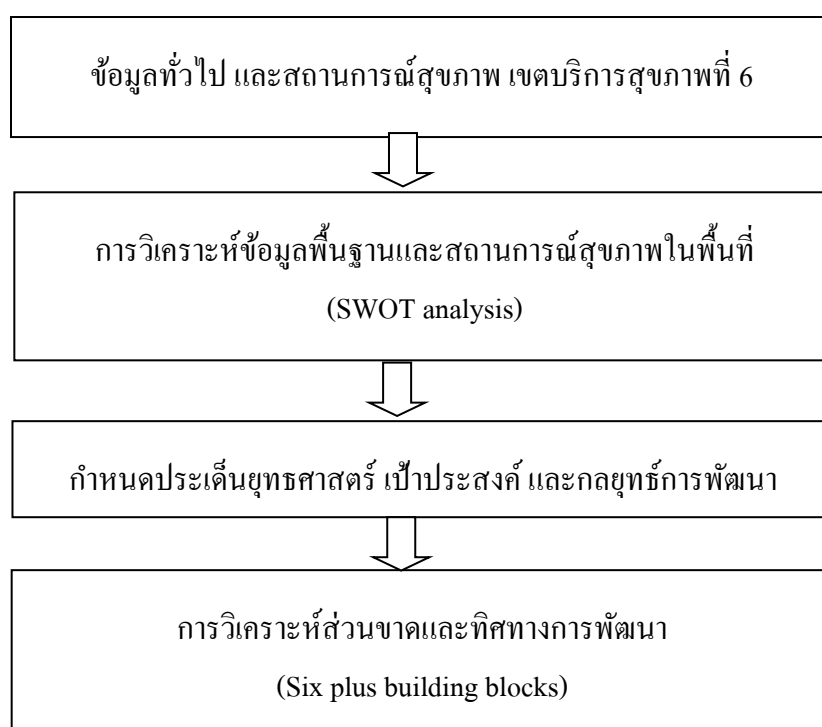 ข้อมูลทั่วไป และสถานการณ์สุขภาพ เขตบริการสุขภาพที่ 6
การวิเคราะห์ข้อมูลพื้นฐานและสถานการณ์สุขภาพในพื้นที่
(SWOT analysis)
กำหนดประเด็นยุทธศาสตร์ เป้าประสงค์ และกลยุทธ์การพัฒนา
การวิเคราะห์ส่วนขาดและทิศทางการพัฒนา
(Six plus building blocks)